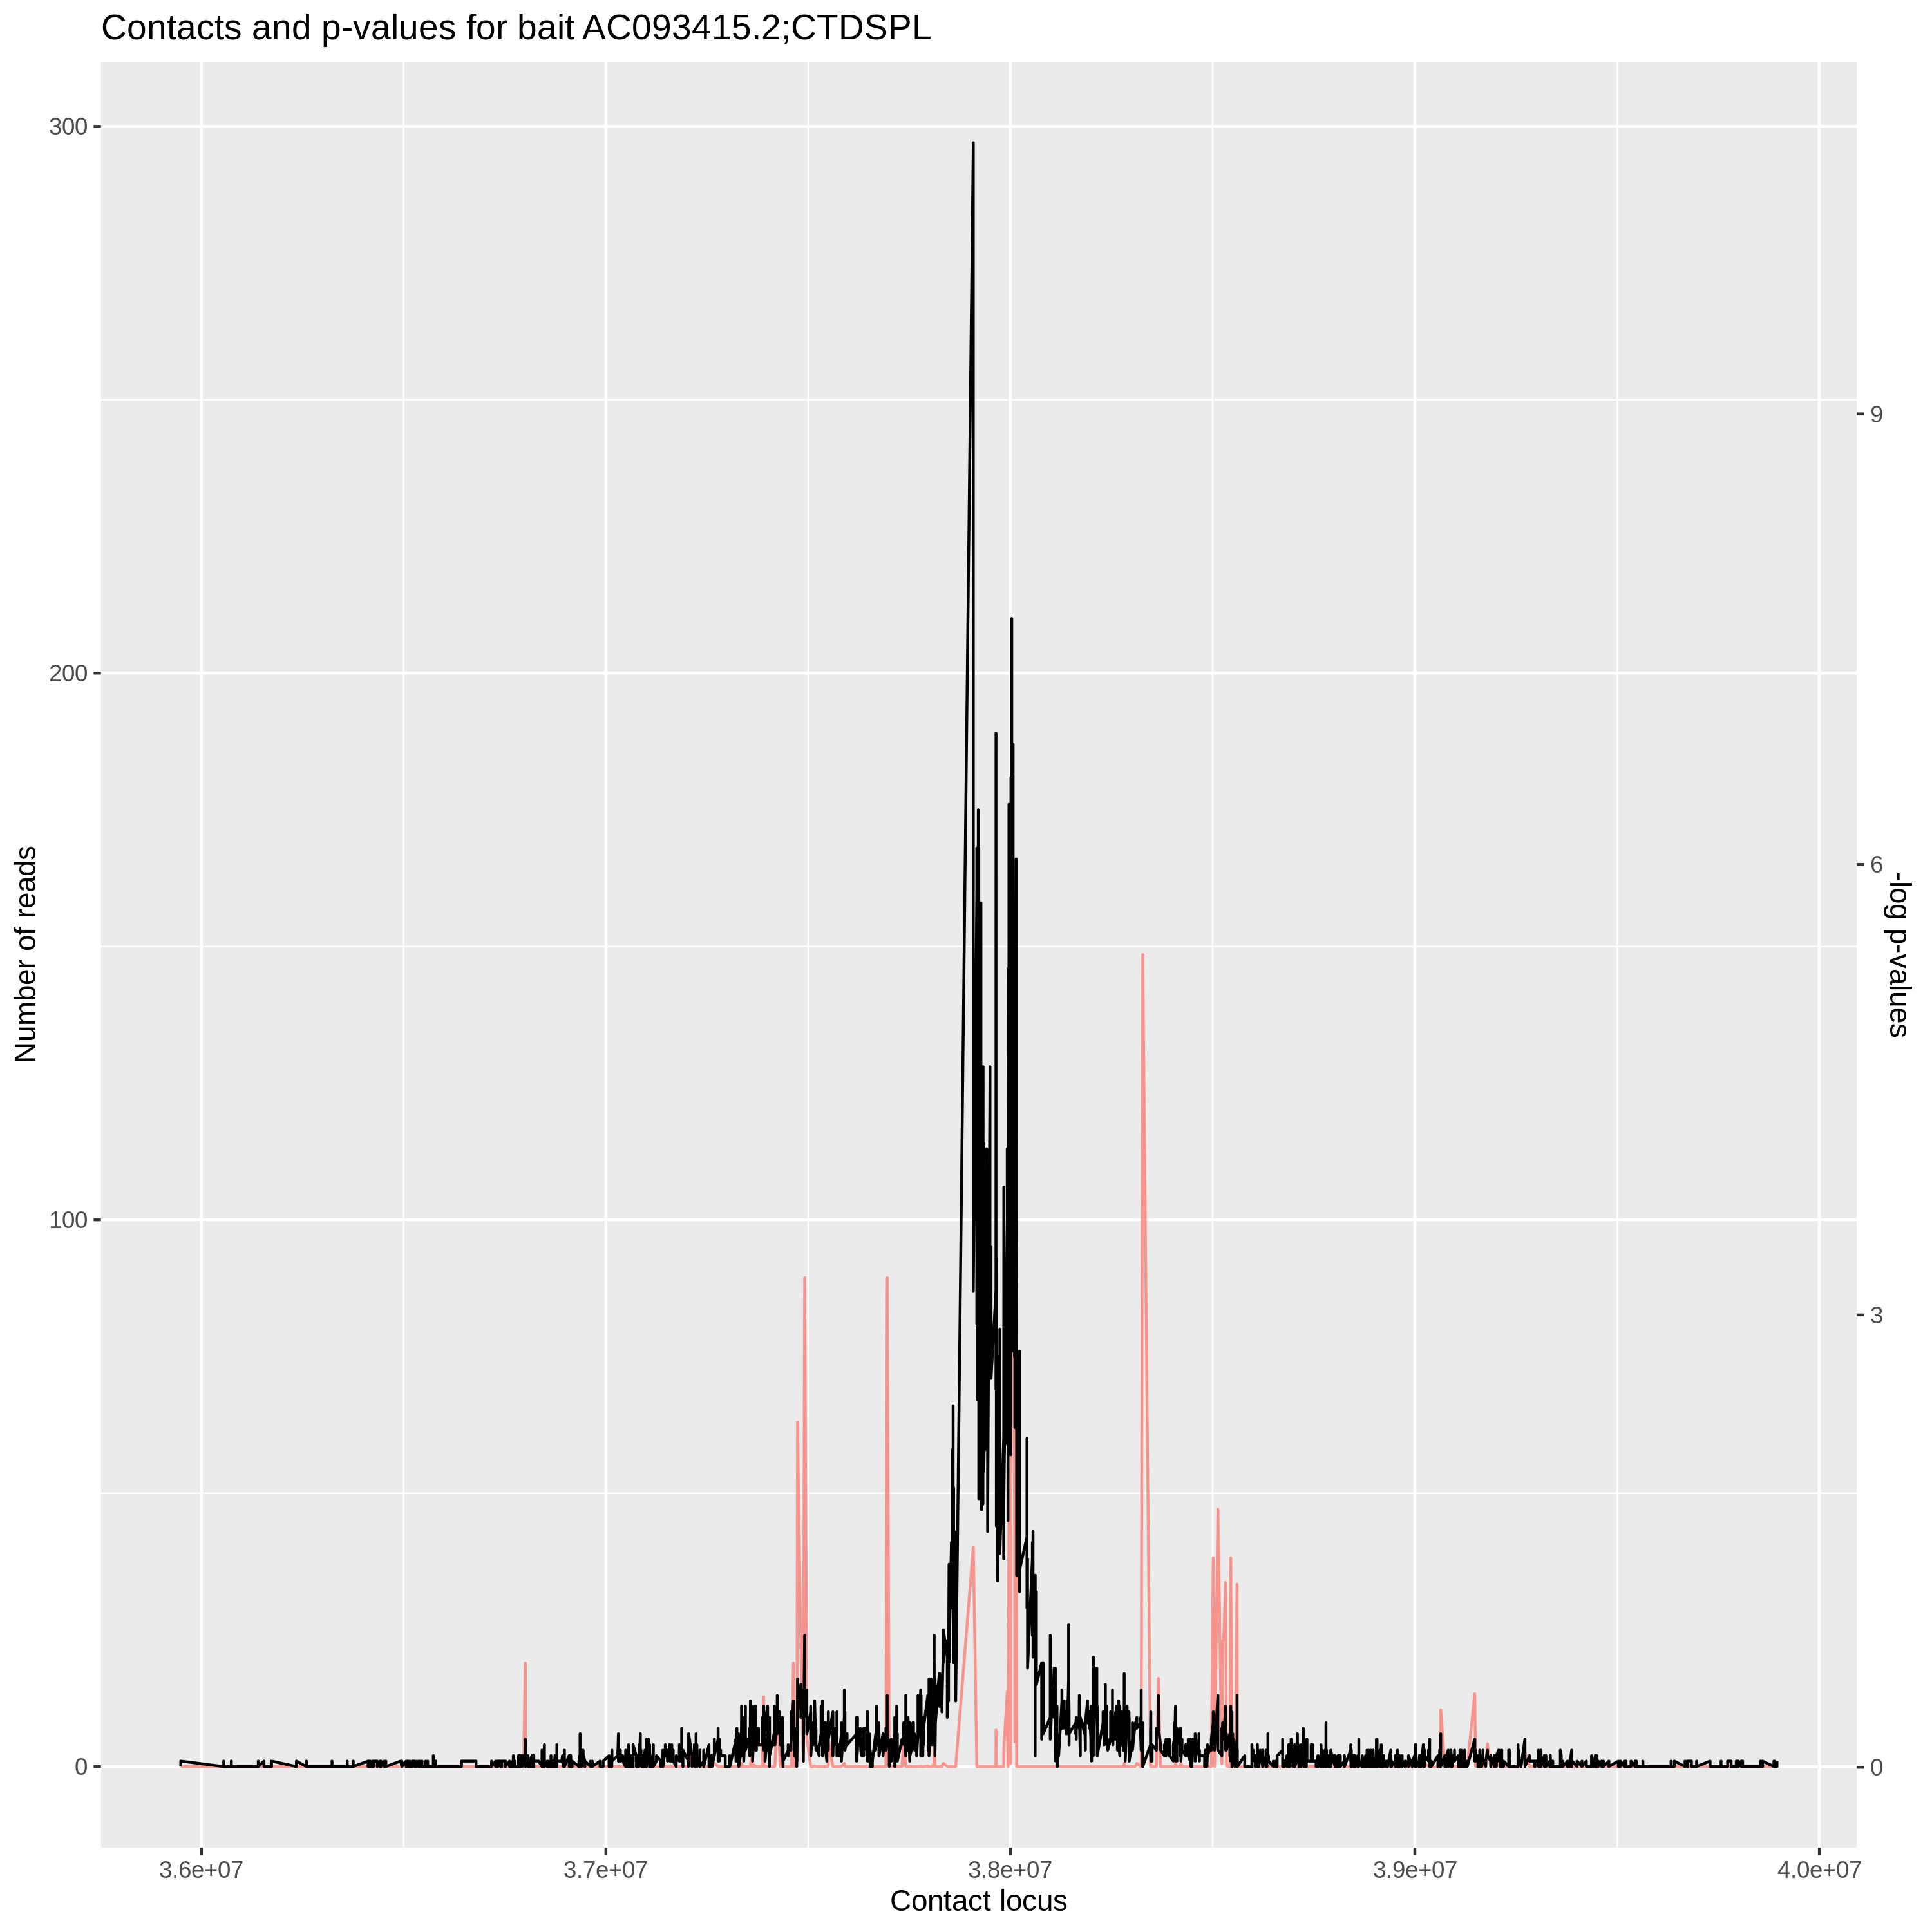 Contacts and p-values for bait AC093415.2;CTDSPL
300
200
100
0
Number of reads
9
6
3
0
-log p-values
3.6e+07
3.7e+07
3.8e+07
3.9e+07
4.0e+07
Contact locus